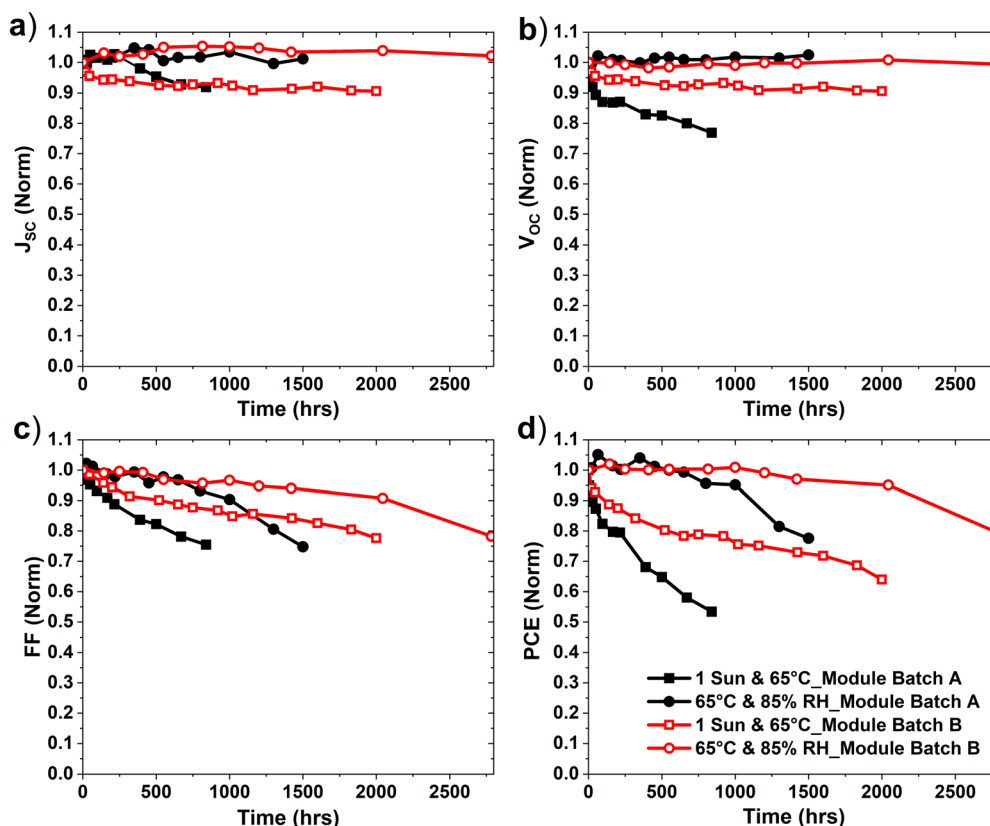 a)
1.1
1.0
0.9
0.8
0.7
0.6
0.5
0.4
0.3
0.2
0.1
0.0
J_SC (Norm)
0 500 1000 1500 2000 2500
Time (hrs)
b)
1.1
1.0
0.9
0.8
0.7
0.6
0.5
0.4
0.3
0.2
0.1
0.0
V_OC (Norm)
0 500 1000 1500 2000 2500
Time (hrs)
c)
1.1
1.0
0.9
0.8
0.7
0.6
0.5
0.4
0.3
0.2
0.1
0.0
FF (Norm)
0 500 1000 1500 2000 2500
Time (hrs)
d)
1.1
1.0
0.9
0.8
0.7
0.6
0.5
0.4
0.3
0.2
0.1
0.0
PCE (Norm)
1 Sun & 65°C_Module Batch A
65°C & 85% RH_Module Batch A
1 Sun & 65°C_Module Batch B
65°C & 85% RH_Module Batch B
0 500 1000 1500 2000 2500
Time (hrs)